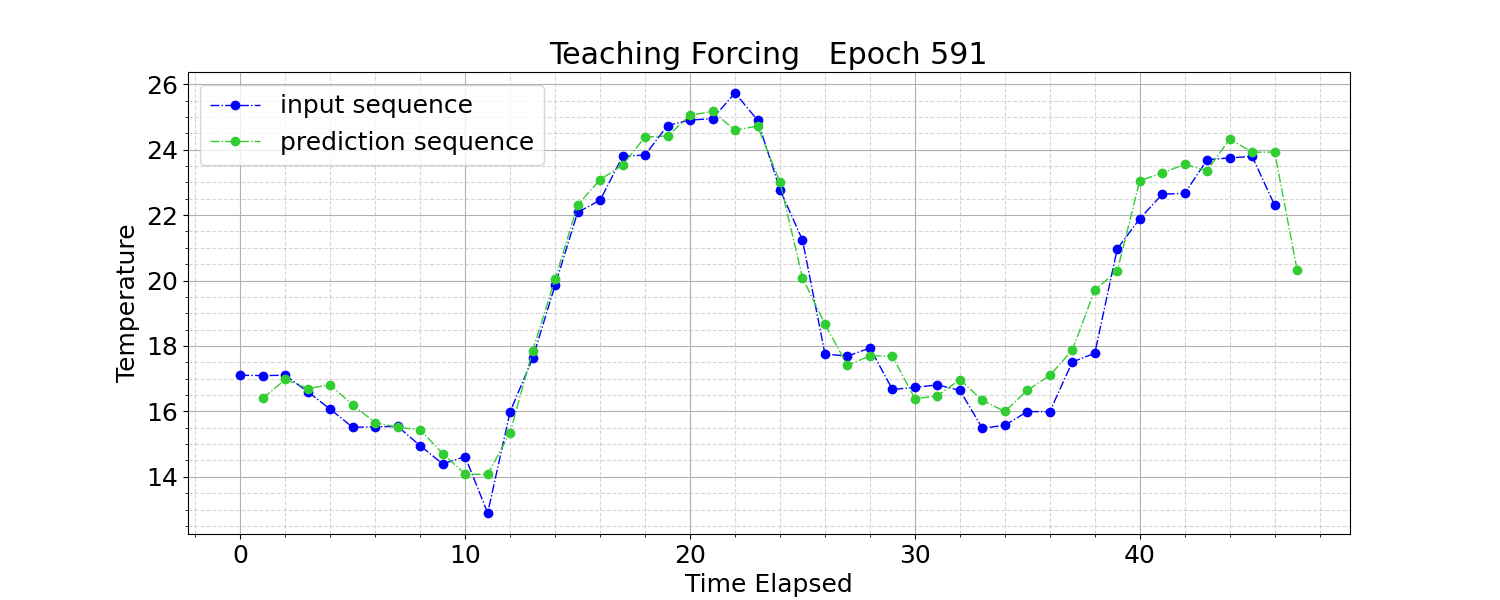 Teaching Forcing   Epoch 591
26
24
22
20
18
16
14
Temperature
input sequence
prediction sequence
0 10 20 30 40
Time Elapsed